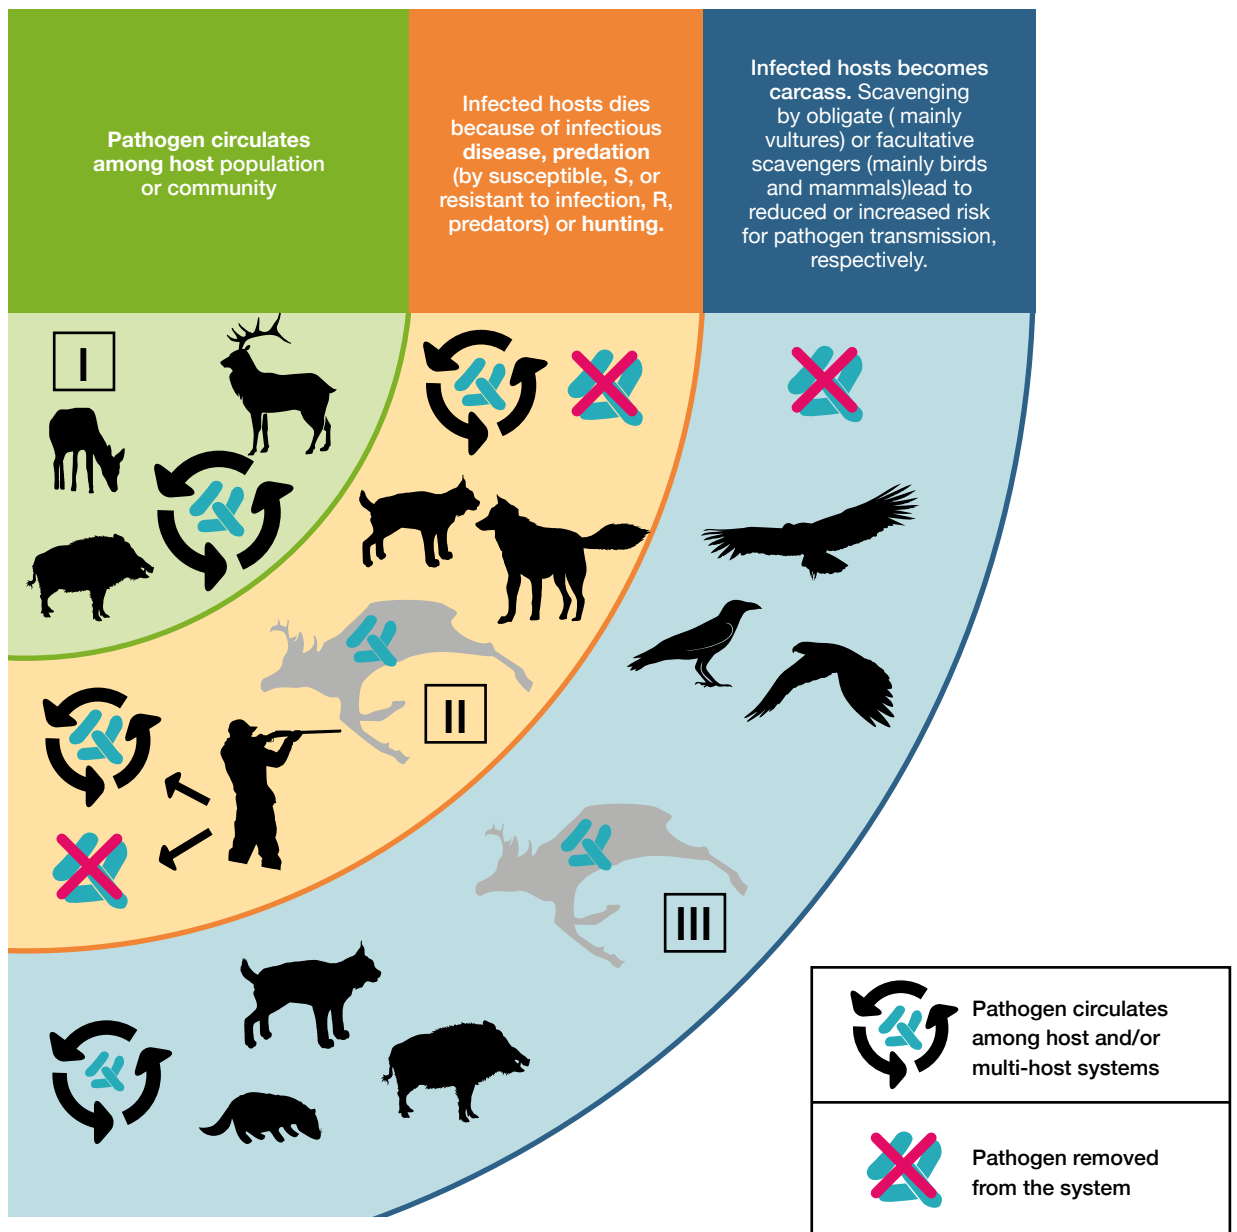 Pathogen circulates
among host population
or community
Infected hosts dies
because of infectious
disease, predation
(by susceptible, S, or
resistant to infection, R,
predators) or hunting.
Infected hosts becomes
carcass. Scavenging
by obligate ( mainly
vultures) or facultative
scavengers (mainly birds
and mammals)lead to
reduced or increased risk
for pathogen transmission,
respectively.
I
II
III
Pathogen circulates
among host and/or
multi-host systems
Pathogen removed
from the system